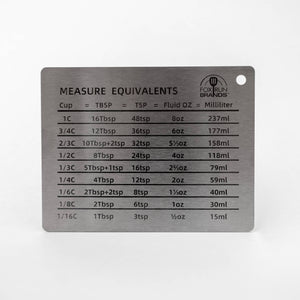 MEASURE EQUIVALENTS
FOX RUN
BRANDS
Cup = TBSP = TSP = Fluid OZ = Milliliter
1C 16Tbsp 48tsp 8oz 237ml
3/4C 12Tbsp 36tsp 6oz 177ml
2/3C 10Tbsp+2tsp 32tsp 5⅓oz 158ml
1/2C 8Tbsp 24tsp 4oz 118ml
1/3C 5Tbsp+1tsp 16tsp 2⅔oz 79ml
1/4C 4Tbsp 12tsp 2oz 59ml
1/6C 2Tbsp+2tsp 8tsp 1⅓oz 40ml
1/8C 2Tbsp 6tsp 1oz 30ml
1/16C 1Tbsp 3tsp ½oz 15ml